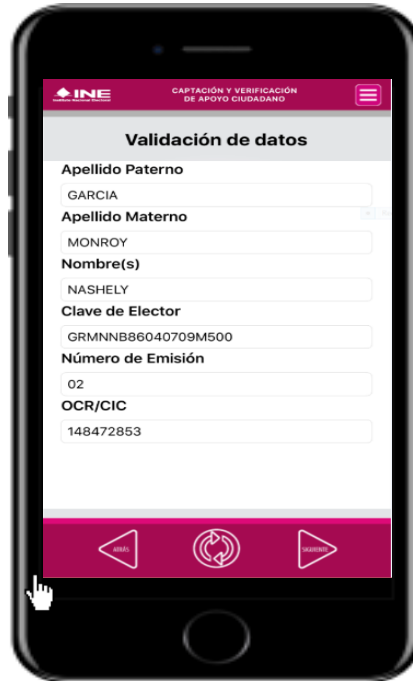 INE
Instituto Nacional Electoral
CAPTACIÓN Y VERIFICACIÓN
DE APOYO CIUDADANO
Validación de datos
Apellido Paterno
GARCIA
Apellido Materno
MONROY
Nombre(s)
NASHELY
Clave de Elector
GRMNNB86040709M500
Número de Emisión
02
OCR/CIC
148472853
ATRÁS
SIGUIENTE